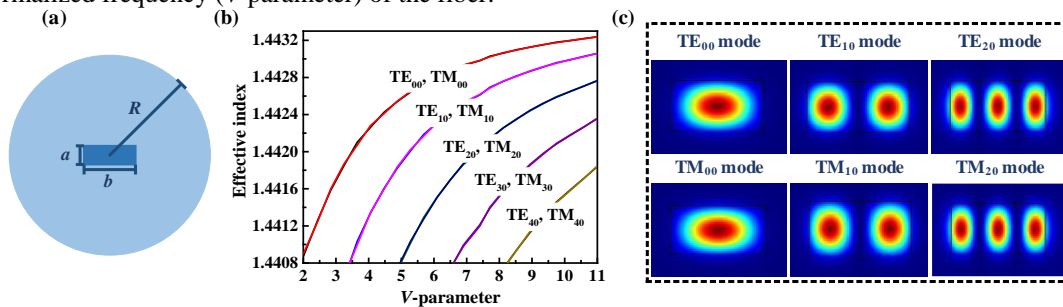 rmalized frequency (V-parameter) of the fiber.
(a)
R
a
b
(b)
Effective index
1.4432
1.4428
1.4424
1.4420
1.4416
1.4412
1.4408
TE00, TM00
TE10, TM10
TE20, TM20
TE30, TM30
TE40, TM40
2 3 4 5 6 7 8 9 10 11
V-parameter
(c)
TE00 mode TE10 mode TE20 mode
TM00 mode TM10 mode TM20 mode